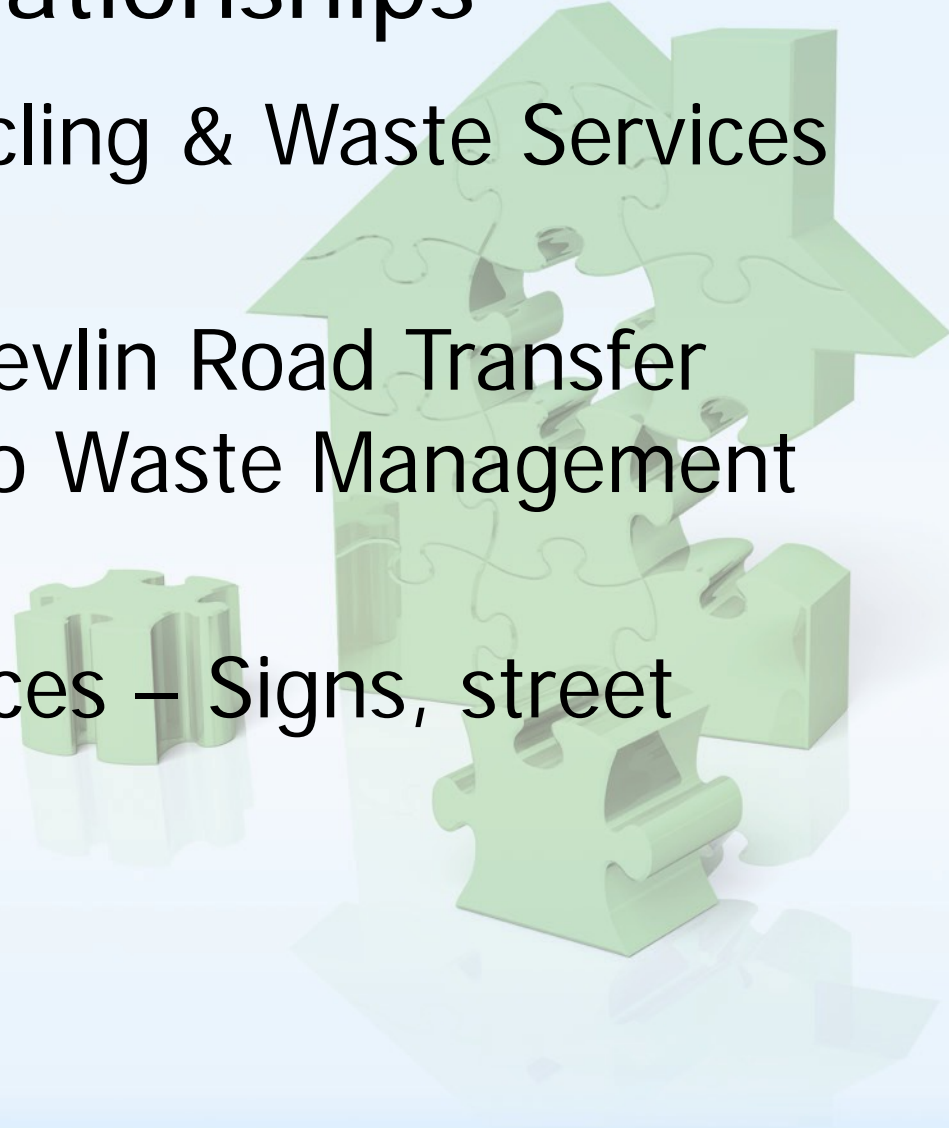 ationships
cling & Waste Services
evlin Road Transfer
o Waste Management
ces – Signs, street